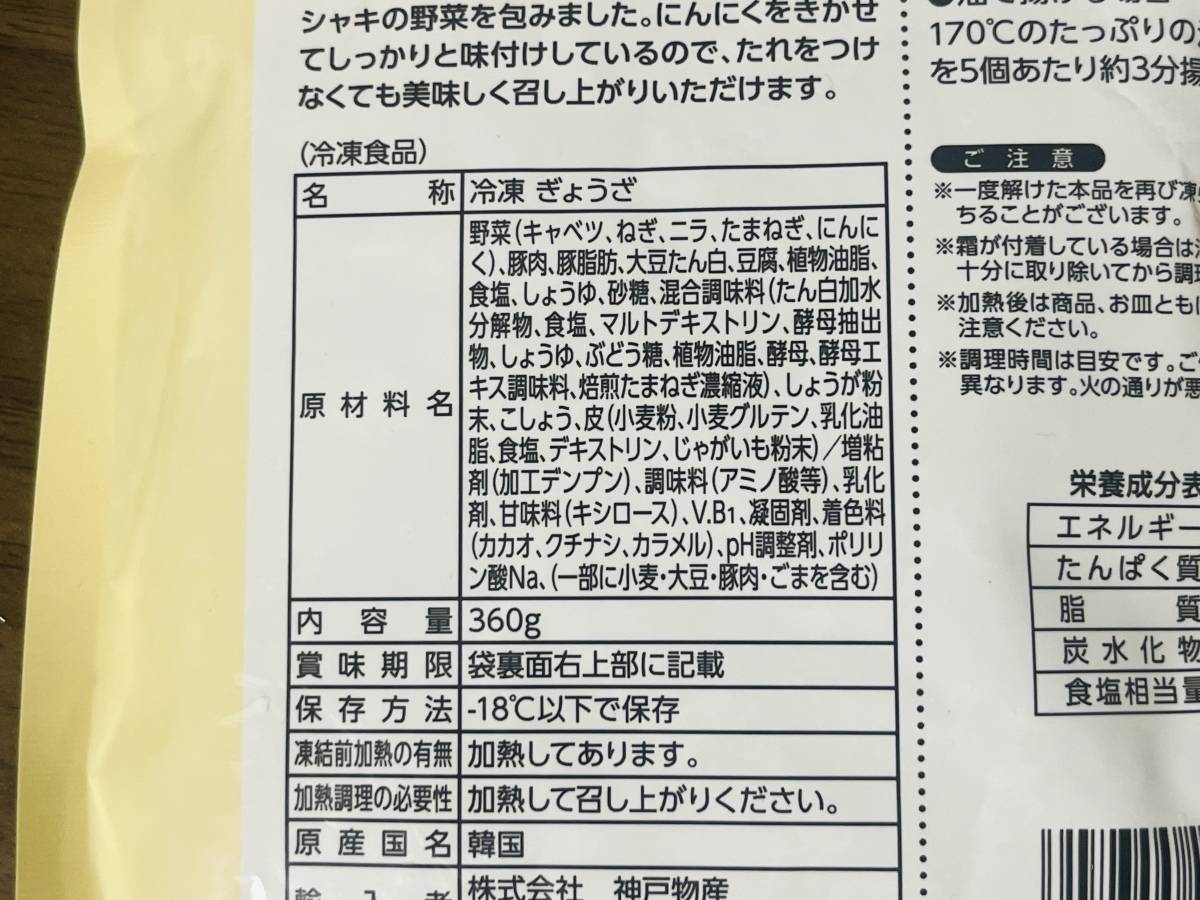 シャキの野菜を包みました。にんにくをきかせ
てしっかりと味付けしているので、たれをつけ
なくても美味しく召し上がりいただけます。
(冷凍食品)
名称 冷凍 ぎょうざ
原材料名 野菜(キャベツ、ねぎ、ニラ、たまねぎ、にんに
く)、豚肉、豚脂肪、大豆たん白、豆腐、植物油脂、
食塩、しょうゆ、砂糖、混合調味料(たん白加水
分解物、食塩、マルトデキストリン、酵母抽出
物、しょうゆ、ぶどう糖、植物油脂、酵母、酵母エ
キス調味料、焙煎たまねぎ濃縮液)、しょうが粉
末、こしょう、皮(小麦粉、小麦グルテン、乳化油
脂、食塩、デキストリン、じゃがいも粉末)/増粘
剤(加工デンプン)、調味料(アミノ酸等)、乳化
剤、甘味料(キシロース)、V.B1、凝固剤、着色料
(カカオ、クチナシ、カラメル)、pH調整剤、ポリリ
ン酸Na、(一部に小麦・大豆・豚肉・ごまを含む)
内容量 360g
賞味期限 袋裏面右上部に記載
保存方法 -18℃以下で保存
凍結前加熱の有無 加熱してあります。
加熱調理の必要性 加熱して召し上がりください。
原産国名 韓国
輸入者 株式会社 神戸物産
170℃のたっぷりの
を5個あたり約3分揚
ご注意
※一度解けた本品を再び凍
ちることがございます。
※霜が付着している場合は
十分に取り除いてから調
※加熱後は商品、お皿とも
注意ください。
※調理時間は目安です。ご
異なります。火の通りが悪
栄養成分表
エネルギー
たんぱく質
脂質
炭水化物
食塩相当量